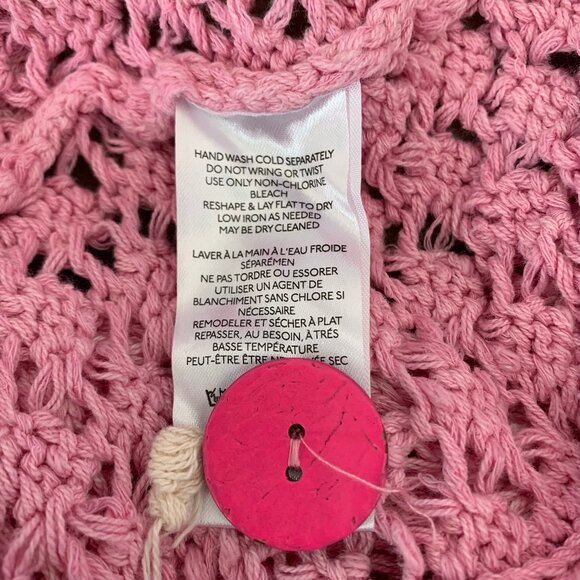 HAND WASH COLD SEPARATELY
DO NOT WRING OR TWIST
USE ONLY NON-CHLORINE
BLEACH
RESHAPE & LAY FLAT TO DRY
LOW IRON AS NEEDED
MAY BE DRY CLEANED
LAVER À LA MAIN À L'EAU FROIDE
SÉPARÉMEN
NE PAS TORDRE OU ESSORER
UTILISER UN AGENT DE
BLANCHIMENT SANS CHLORE SI
NÉCESSAIRE
REMODELER ET SÉCHER À PLAT
REPASSER, AU BESOIN, À TRÉS
BASSE TEMPÉRATURE
PEUT-ÊTRE ÊTRE SEC